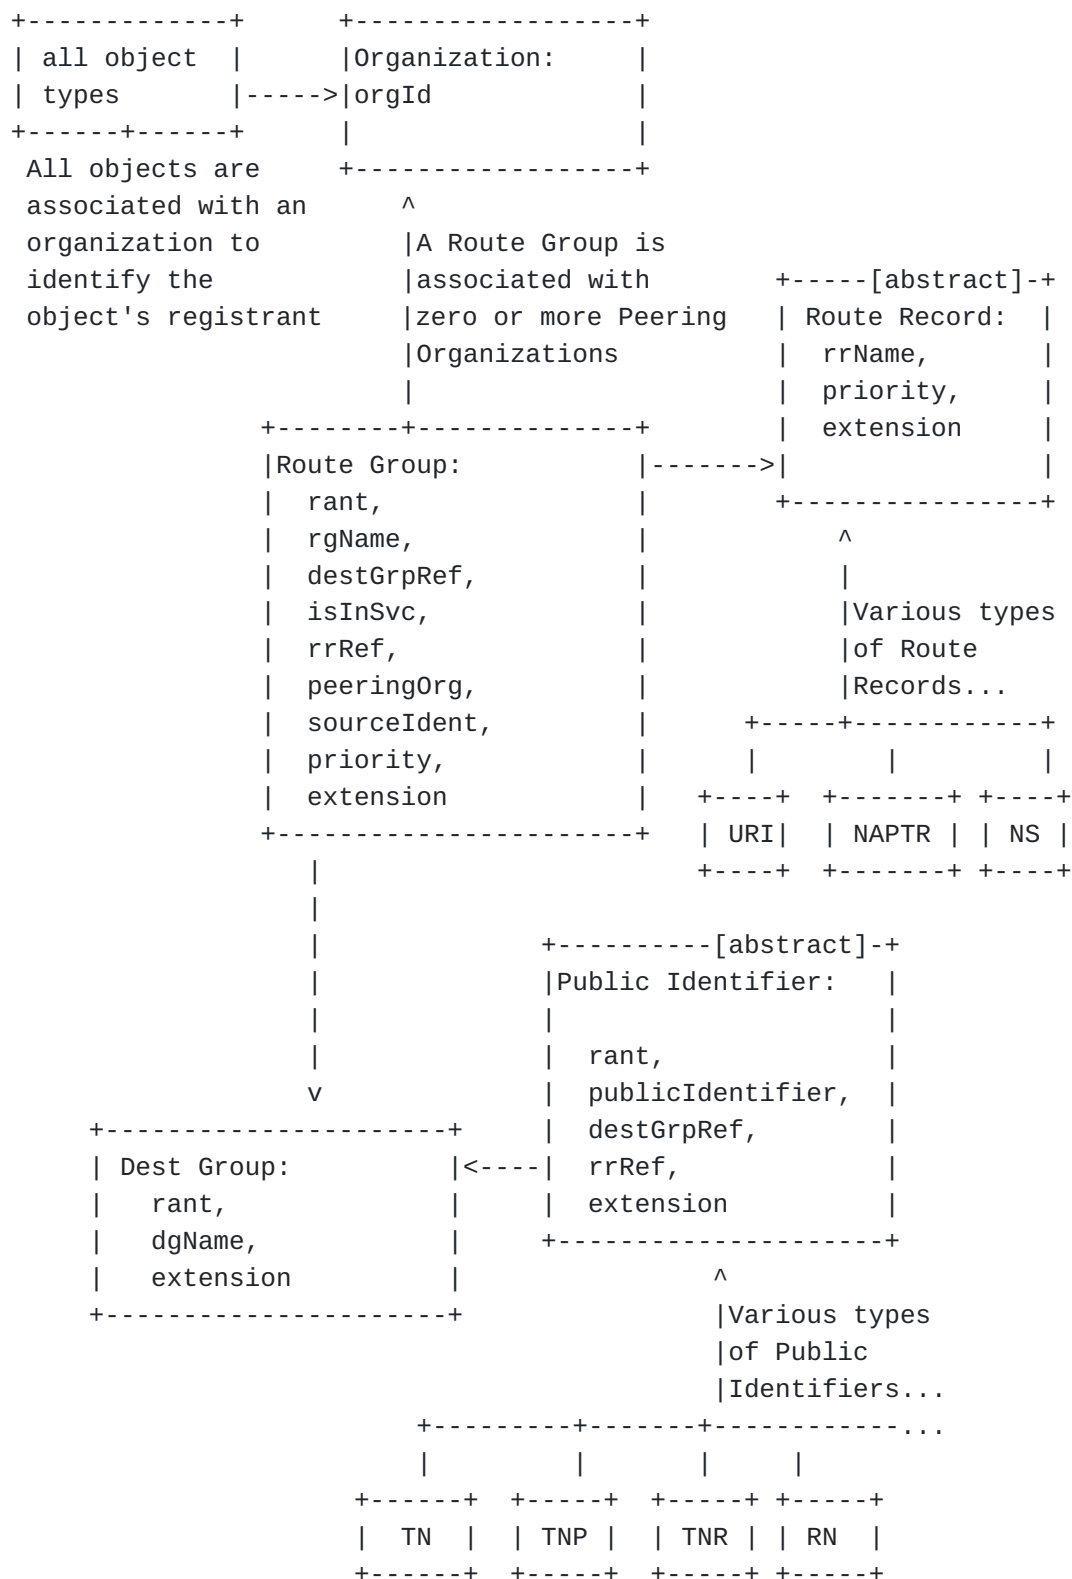 +-------------+      +------------------+
| all object  |      |Organization:     |
| types       |----->|orgId             |
+------+------+      |                  |
 All objects are     +------------------+
 associated with an      ^
 organization to         |A Route Group is
 identify the            |associated with        +-----[abstract]-+
 object's registrant     |zero or more Peering   | Route Record:  |
                         |Organizations          |  rrName,       |
                         |                       |  priority,     |
                +--------+--------------+        |  extension     |
                |Route Group:           |------->|                |
                |  rant,                |        +----------------+
                |  rgName,              |            ^
                |  destGrpRef,          |            |
                |  isInSvc,             |            |Various types
                |  rrRef,               |            |of Route
                |  peeringOrg,          |            |Records...
                |  sourceIdent,         |      +-----+------------+
                |  priority,            |      |        |         |
                |  extension            |   +----+  +-------+ +----+
                +-----------------------+   | URI|  | NAPTR | | NS |
                   |                        +----+  +-------+ +----+
                   |
                   |              +----------[abstract]-+
                   |              |Public Identifier:   |
                   |              |                     |
                   |              |  rant,              |
                   v              |  publicIdentifier,  |
     +----------------------+     |  destGrpRef,        |
     | Dest Group:          |<----|  rrRef,             |
     |   rant,              |     |  extension          |
     |   dgName,            |     +---------------------+
     |   extension          |                ^
     +----------------------+                |Various types
                                             |of Public
                                             |Identifiers...
                          +---------+-------+------------...
                          |         |       |     |
                      +------+  +-----+  +-----+ +-----+
                      |  TN  |  | TNP |  | TNR | | RN  |
                      +------+  +-----+  +-----+ +-----+